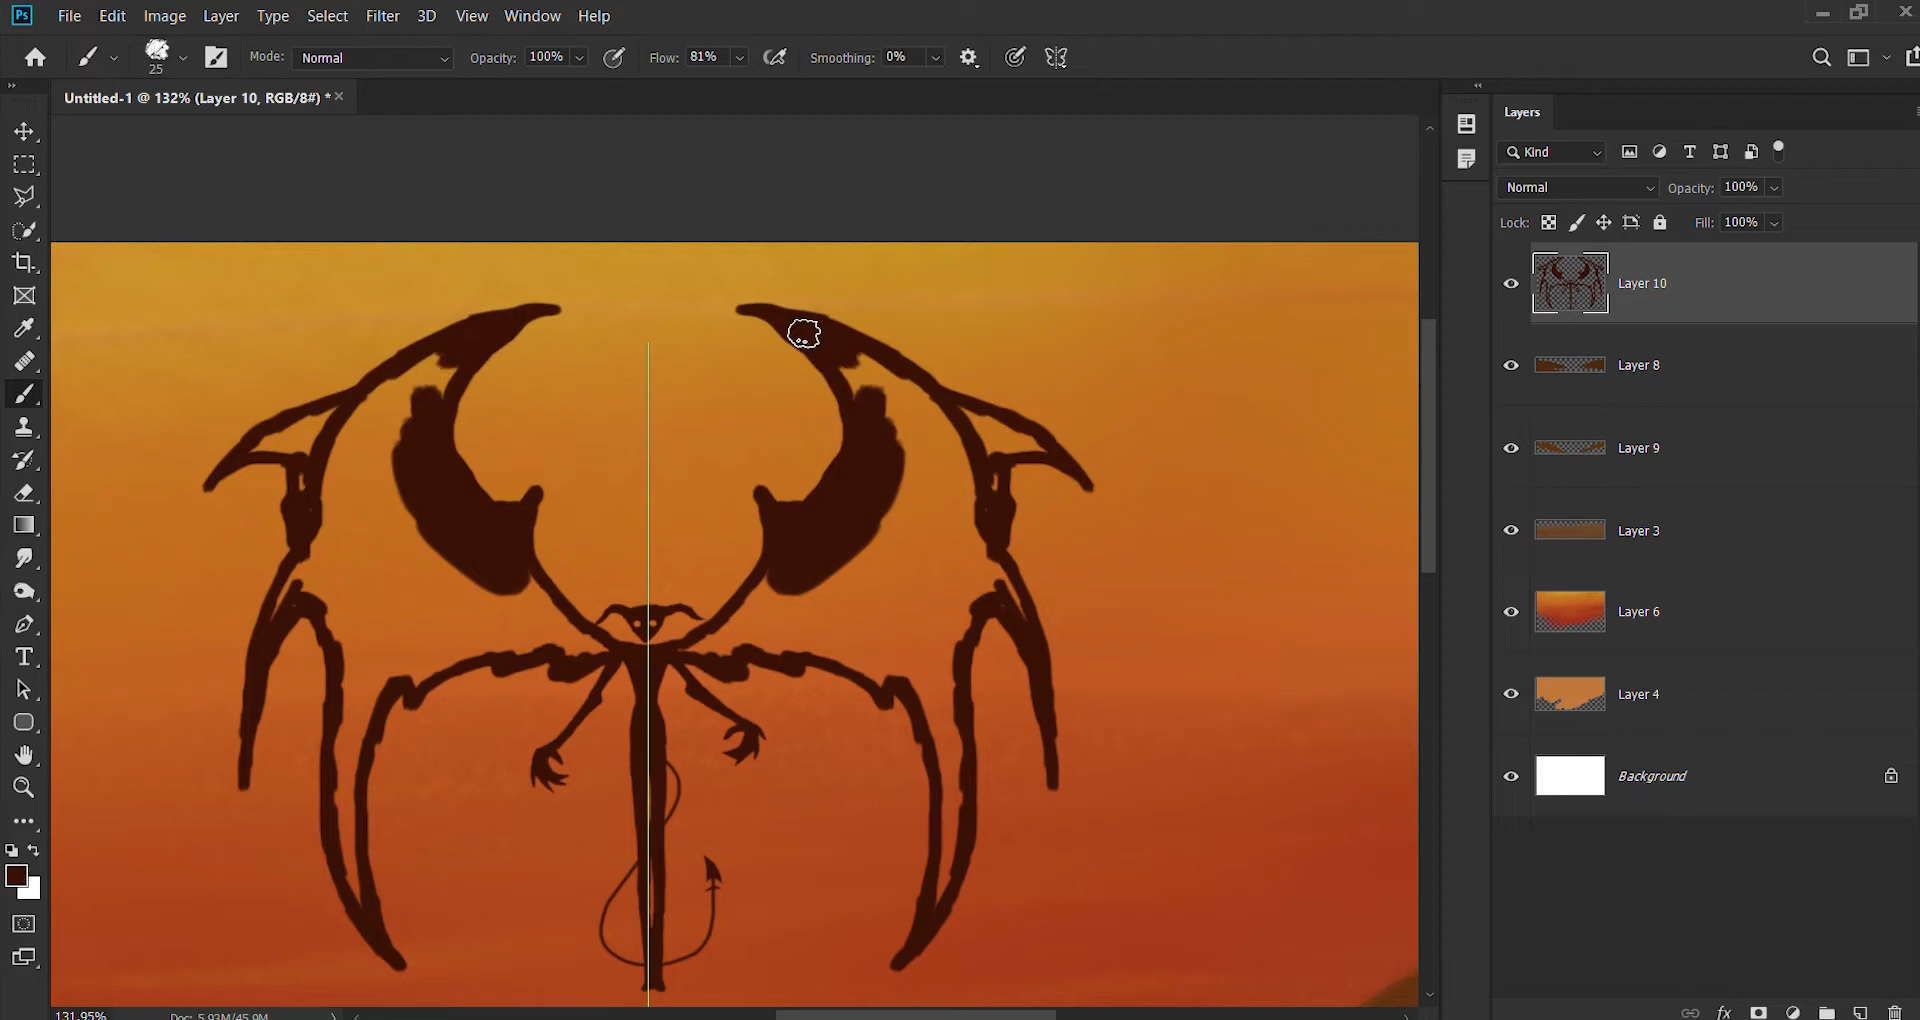 Ps File Edit Image Layer Type Select Filter 3D View Window Help
25 Mode: Normal Opacity: 100% Flow: 81% Smoothing: 0%
Untitled-1 @ 132% (Layer 10, RGB/8#) *
Layers
Kind
Normal Opacity: 100%
Lock: Fill: 100%
Layer 10
Layer 8
Layer 9
Layer 3
Layer 6
Layer 4
Background
131.95% Doc: 5.93M/45.9M